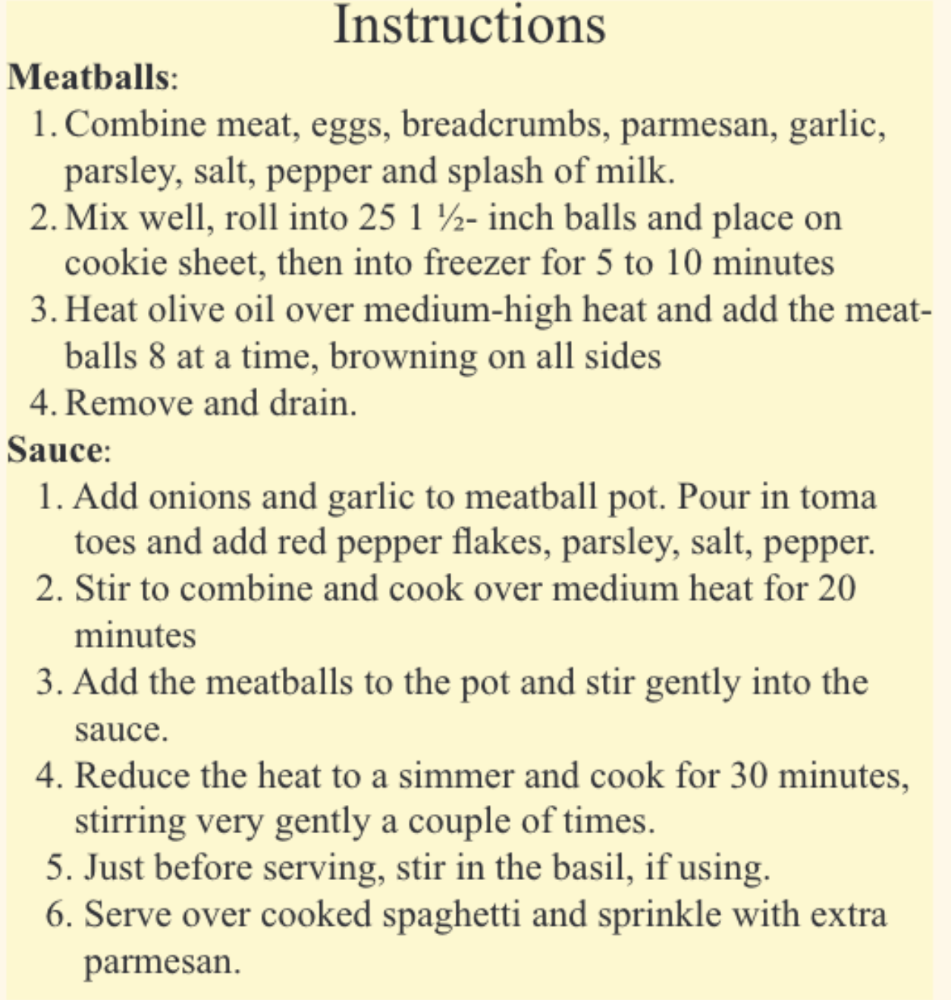 Instructions
Meatballs:
1. Combine meat, eggs, breadcrumbs, parmesan, garlic,
parsley, salt, pepper and splash of milk.
2. Mix well, roll into 25 1 ½- inch balls and place on
cookie sheet, then into freezer for 5 to 10 minutes
3. Heat olive oil over medium-high heat and add the meat-
balls 8 at a time, browning on all sides
4. Remove and drain.
Sauce:
1. Add onions and garlic to meatball pot. Pour in toma
toes and add red pepper flakes, parsley, salt, pepper.
2. Stir to combine and cook over medium heat for 20
minutes
3. Add the meatballs to the pot and stir gently into the
sauce.
4. Reduce the heat to a simmer and cook for 30 minutes,
stirring very gently a couple of times.
5. Just before serving, stir in the basil, if using.
6. Serve over cooked spaghetti and sprinkle with extra
parmesan.